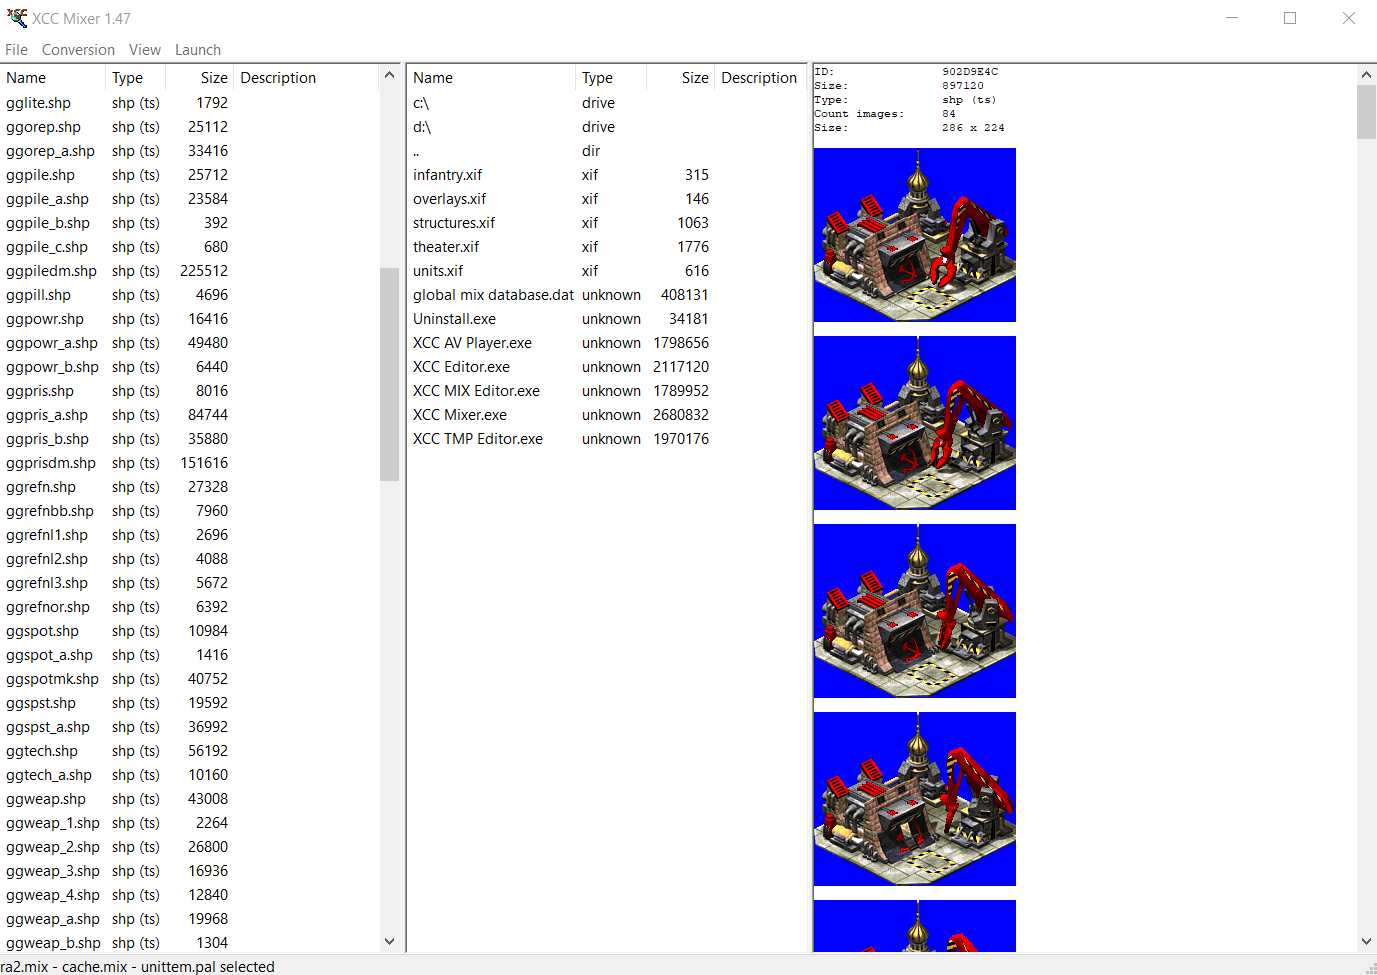 XCC Mixer 1.47
File Conversion View Launch
Name Type Size Description
gglite.shp shp (ts) 1792
ggorep.shp shp (ts) 25112
ggorep_a.shp shp (ts) 33416
ggpile.shp shp (ts) 25712
ggpile_a.shp shp (ts) 23584
ggpile_b.shp shp (ts) 392
ggpile_c.shp shp (ts) 680
ggpiledm.shp shp (ts) 225512
ggpill.shp shp (ts) 4696
ggpowr.shp shp (ts) 16416
ggpowr_a.shp shp (ts) 49480
ggpowr_b.shp shp (ts) 6440
ggpris.shp shp (ts) 8016
ggpris_a.shp shp (ts) 84744
ggpris_b.shp shp (ts) 35880
ggprisdm.shp shp (ts) 151616
ggrefn.shp shp (ts) 27328
ggrefnbb.shp shp (ts) 7960
ggrefnl1.shp shp (ts) 2696
ggrefnl2.shp shp (ts) 4088
ggrefnl3.shp shp (ts) 5672
ggrefnor.shp shp (ts) 6392
ggspot.shp shp (ts) 10984
ggspot_a.shp shp (ts) 1416
ggspotmk.shp shp (ts) 40752
ggspst.shp shp (ts) 19592
ggspst_a.shp shp (ts) 36992
ggtech.shp shp (ts) 56192
ggtech_a.shp shp (ts) 10160
ggweap.shp shp (ts) 43008
ggweap_1.shp shp (ts) 2264
ggweap_2.shp shp (ts) 26800
ggweap_3.shp shp (ts) 16936
ggweap_4.shp shp (ts) 12840
ggweap_a.shp shp (ts) 19968
ggweap_b.shp shp (ts) 1304
Name Type Size Description
c:\ drive
d:\ drive
.. dir
infantry.xif xif 315
overlays.xif xif 146
structures.xif xif 1063
theater.xif xif 1776
units.xif xif 616
global mix database.dat unknown 408131
Uninstall.exe unknown 34181
XCC AV Player.exe unknown 1798656
XCC Editor.exe unknown 2117120
XCC MIX Editor.exe unknown 1789952
XCC Mixer.exe unknown 2680832
XCC TMP Editor.exe unknown 1970176
ID: 902D9E4C
Size: 897120
Type: shp (ts)
Count images: 84
Size: 286 x 224
ra2.mix - cache.mix - unittem.pal selected